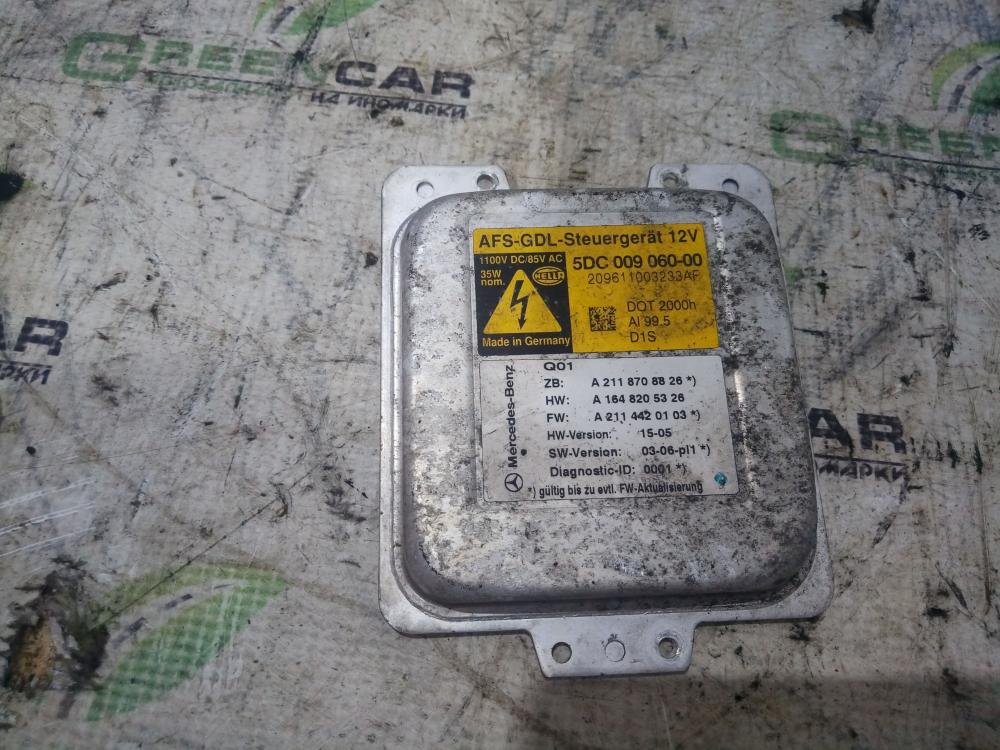 GREENCAR
НА ИНОМАРКИ
AFS-GDL-Steuergerät 12V
1100V DC/85V AC
35W
nom.
HELLA
Made in Germany
5DC 009 060-00
209611003233AF
DOT 2000h
AI 99.5
D1S
Mercedes-Benz
Q01
ZB: A 211 870 88 26 *)
HW: A 164 820 53 26
FW: A 211 442 01 03 *)
HW-Version: 15-05
SW-Version: 03-06-pl1 *)
Diagnostic-ID: 0001 *)
*) gültig bis zu evtl. FW-Aktualisierung
CAR
CAR